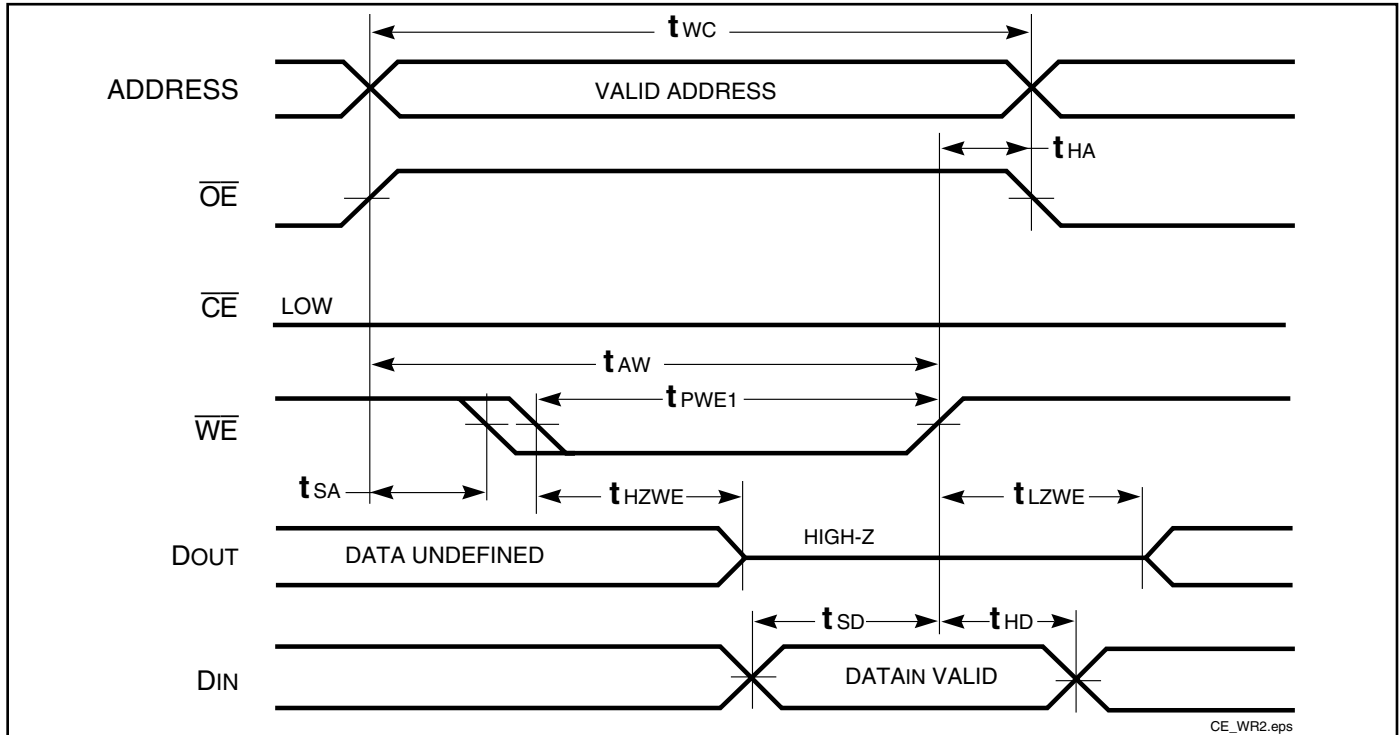 tWC
ADDRESS
VALID ADDRESS
tHA
OE
CE
LOW
tAW
tPWE1
WE
tSA
tHZWE
tLZWE
DOUT
DATA UNDEFINED
HIGH-Z
tSD
tHD
DIN
DATAIN VALID
CE_WR2.eps